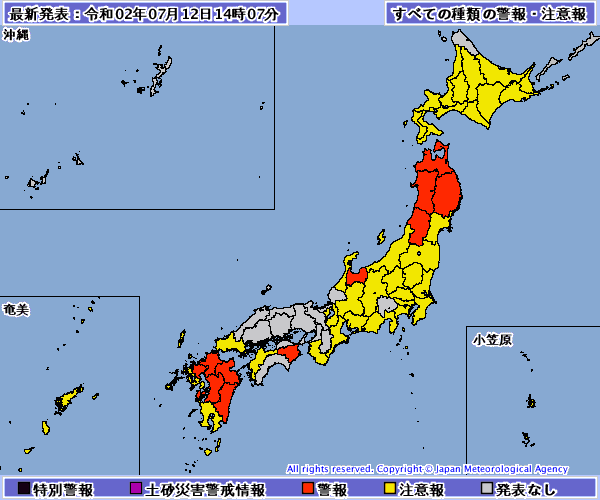 最新発表：令和02年07月12日14時07分
すべての種類の警報・注意報
沖縄
奄美
小笠原
All rights reserved. Copyright © Japan Meteorological Agency
特別警報
土砂災害警戒情報
警報
注意報
発表なし